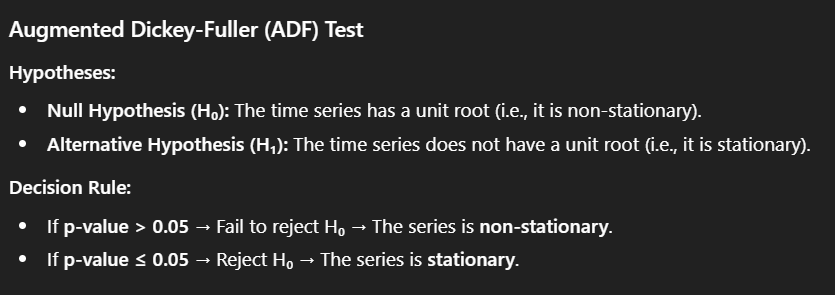 Augmented Dickey-Fuller (ADF) Test
Hypotheses:
• Null Hypothesis (H₀): The time series has a unit root (i.e., it is non-stationary).
• Alternative Hypothesis (H₁): The time series does not have a unit root (i.e., it is stationary).
Decision Rule:
• If p-value > 0.05 → Fail to reject H₀ → The series is non-stationary.
• If p-value ≤ 0.05 → Reject H₀ → The series is stationary.